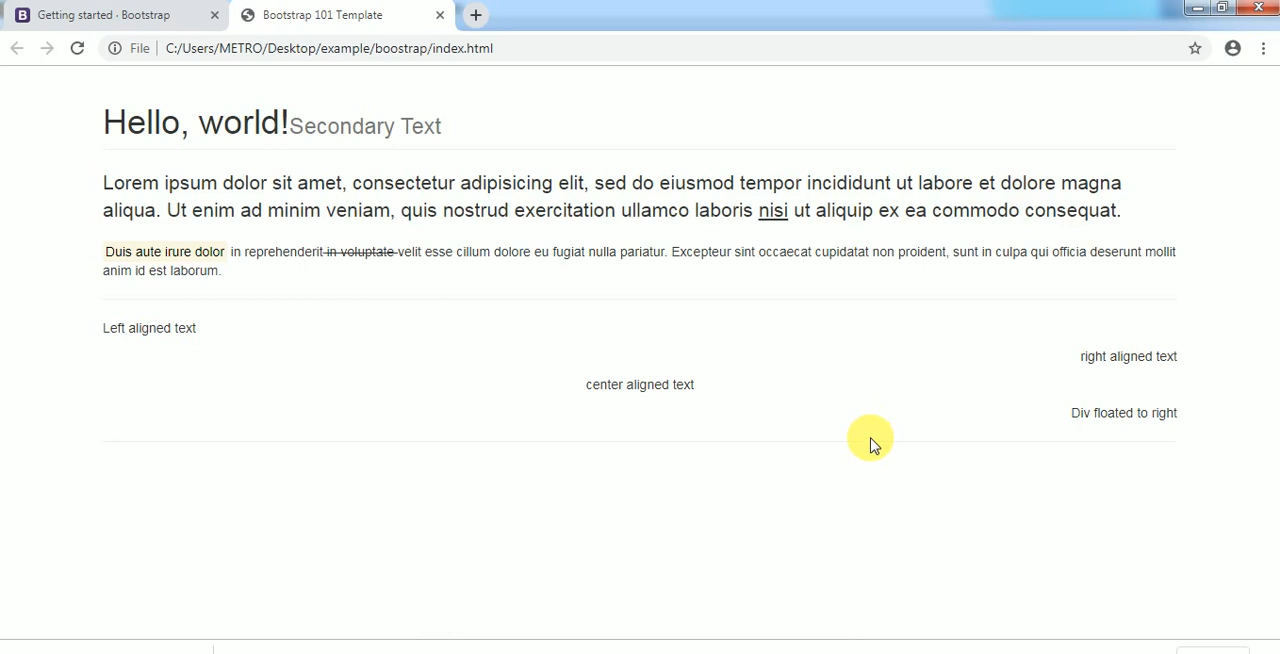 Getting started · Bootstrap
Bootstrap 101 Template
File | C:/Users/METRO/Desktop/example/boostrap/index.html
Hello, world!Secondary Text
Lorem ipsum dolor sit amet, consectetur adipisicing elit, sed do eiusmod tempor incididunt ut labore et dolore magna
aliqua. Ut enim ad minim veniam, quis nostrud exercitation ullamco laboris nisi ut aliquip ex ea commodo consequat.
Duis aute irure dolor in reprehenderit in voluptate velit esse cillum dolore eu fugiat nulla pariatur. Excepteur sint occaecat cupidatat non proident, sunt in culpa qui officia deserunt mollit
anim id est laborum.
Left aligned text
right aligned text
center aligned text
Div floated to right